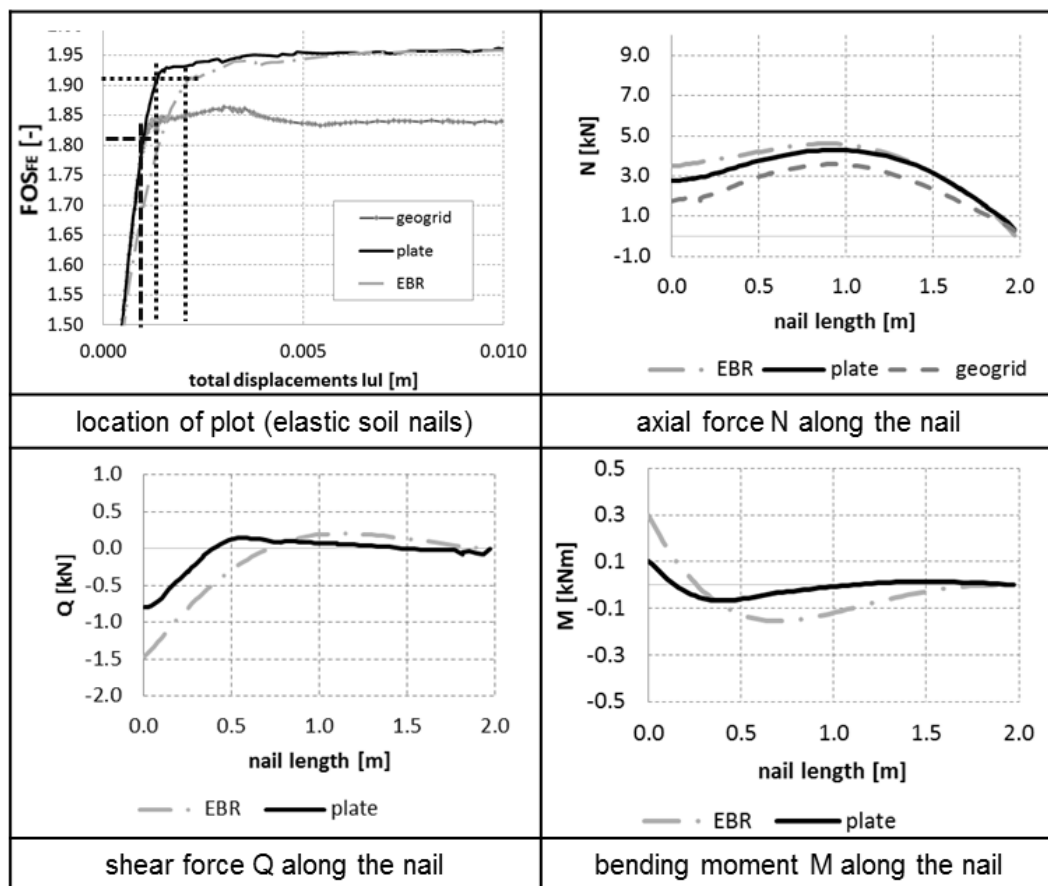 1.95
1.90
1.85
1.80
1.75
1.70
1.65
1.60
1.55
1.50
FOSFE [-]
geogrid
plate
EBR
0.000
0.005
0.010
total displacements IuI [m]
location of plot (elastic soil nails)
9.0
7.0
5.0
3.0
1.0
-1.0
N [kN]
0.0
0.5
1.0
1.5
2.0
nail length [m]
EBR
plate
geogrid
axial force N along the nail
1.0
0.5
0.0
-0.5
-1.0
-1.5
-2.0
Q [kN]
0.0
0.5
1.0
1.5
2.0
nail length [m]
EBR
plate
shear force Q along the nail
0.5
0.3
0.1
-0.1
-0.3
-0.5
M [kNm]
0.0
0.5
1.0
1.5
2.0
nail length [m]
EBR
plate
bending moment M along the nail